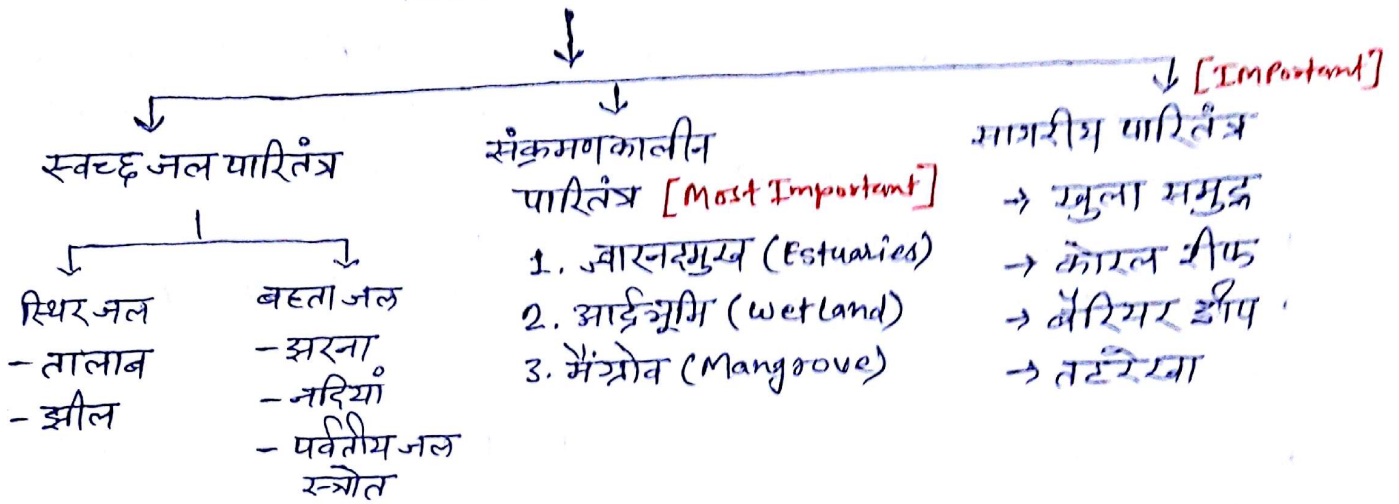 [Important]
स्वच्छ जल पारितंत्र
संक्रमणकालीन
पारितंत्र [Most Important]
1. ज्वारनदमुख (Estuaries)
2. आर्द्रभूमि (Wetland)
3. मैंग्रोव (Mangrove)
सागरीय पारितंत्र
→ खुला समुद्र
→ कोरल रीफ
→ बैरियर द्वीप
→ तटरेखा
स्थिर जल
- तालाब
- झील
बहता जल
- झरना
- नदियां
- पर्वतीय जल
स्त्रोत